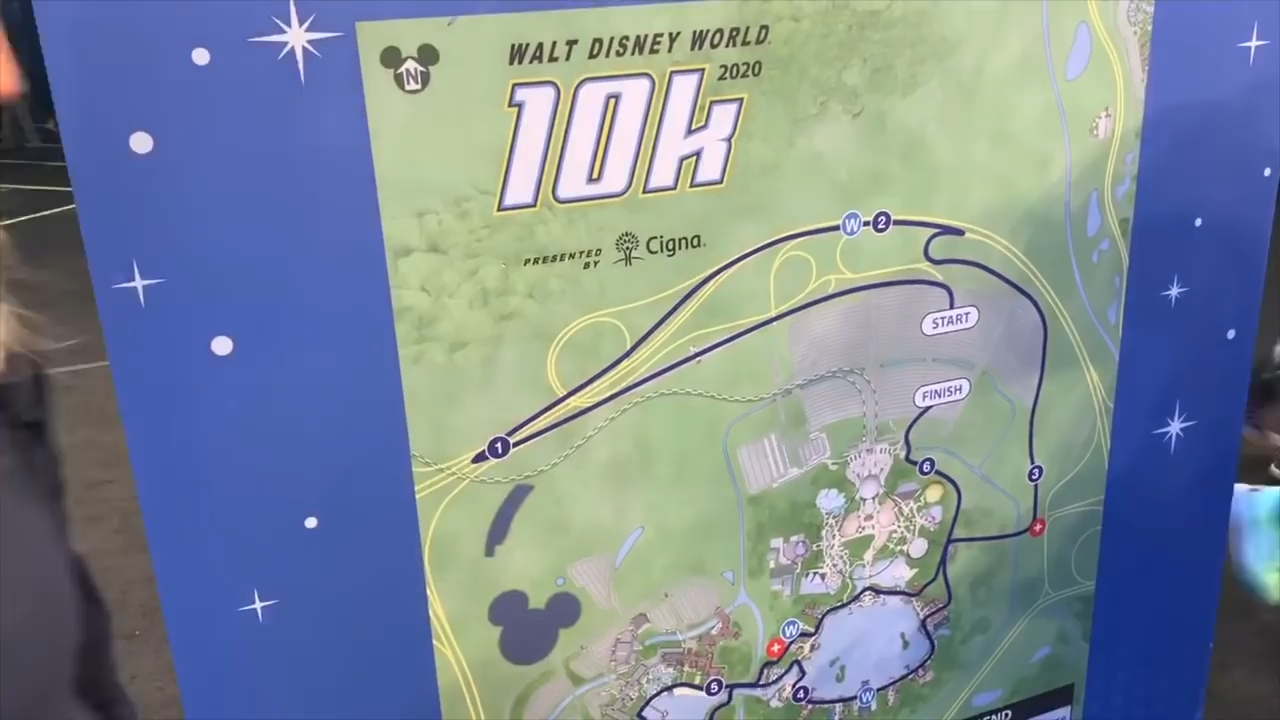 N
WALT DISNEY WORLD®
10k 2020
PRESENTED BY Cigna®
W 2
START
FINISH
1
6
3
W
5
4
W